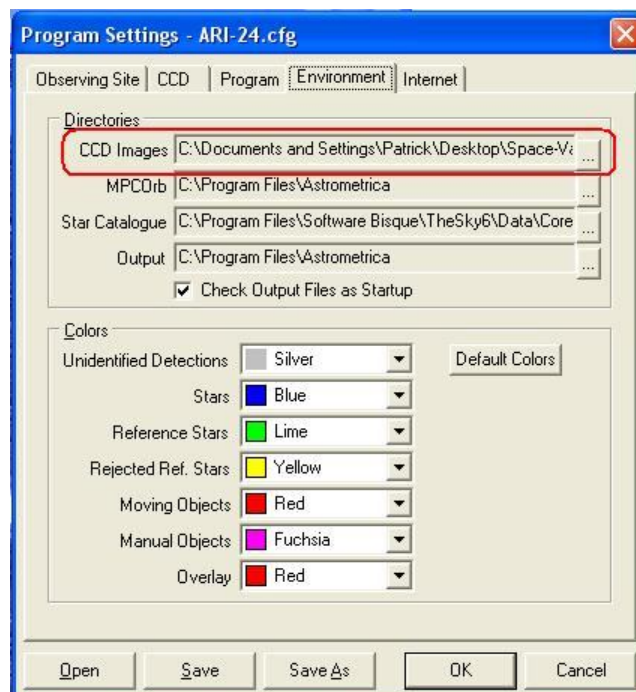 Program Settings - ARI-24.cfg
Observing Site CCD Program Environment Internet
Directories
CCD Images C:\Documents and Settings\Patrick\Desktop\Space-Va ...
MPCOrb C:\Program Files\Astrometrica ...
Star Catalogue C:\Program Files\Software Bisque\TheSky6\Data\Core ...
Output C:\Program Files\Astrometrica ...
Check Output Files as Startup
Colors
Unidentified Detections Silver Default Colors
Stars Blue
Reference Stars Lime
Rejected Ref. Stars Yellow
Moving Objects Red
Manual Objects Fuchsia
Overlay Red
Open Save Save As OK Cancel